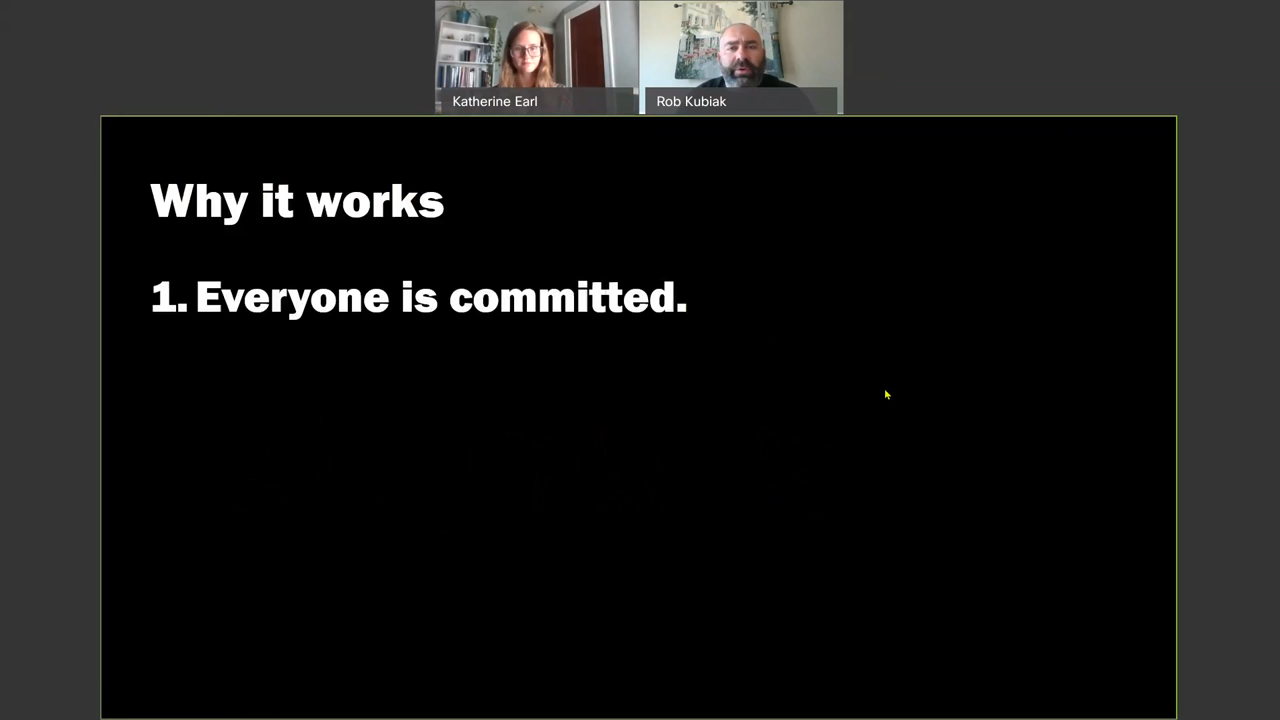 Katherine Earl
Rob Kubiak
Why it works
1. Everyone is committed.